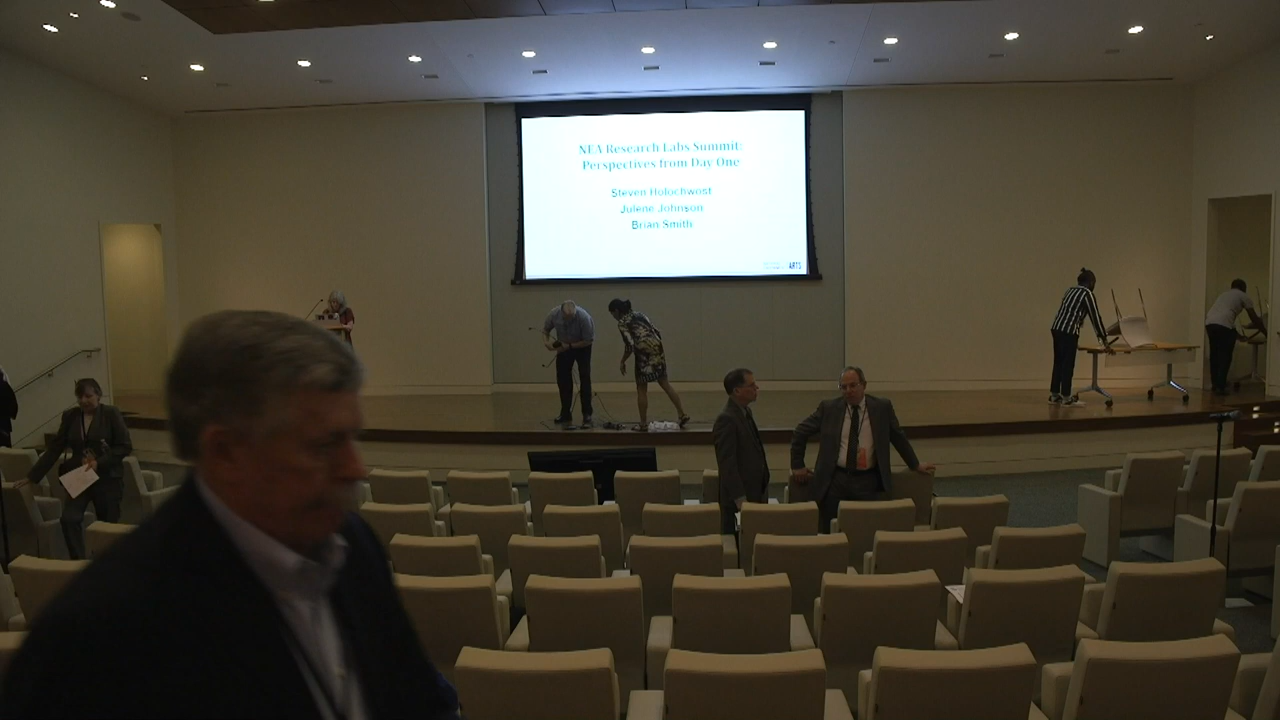 NEA Research Labs Summit:
Perspectives from Day One
Steven Holochwost
Julene Johnson
Brian Smith
ARTS